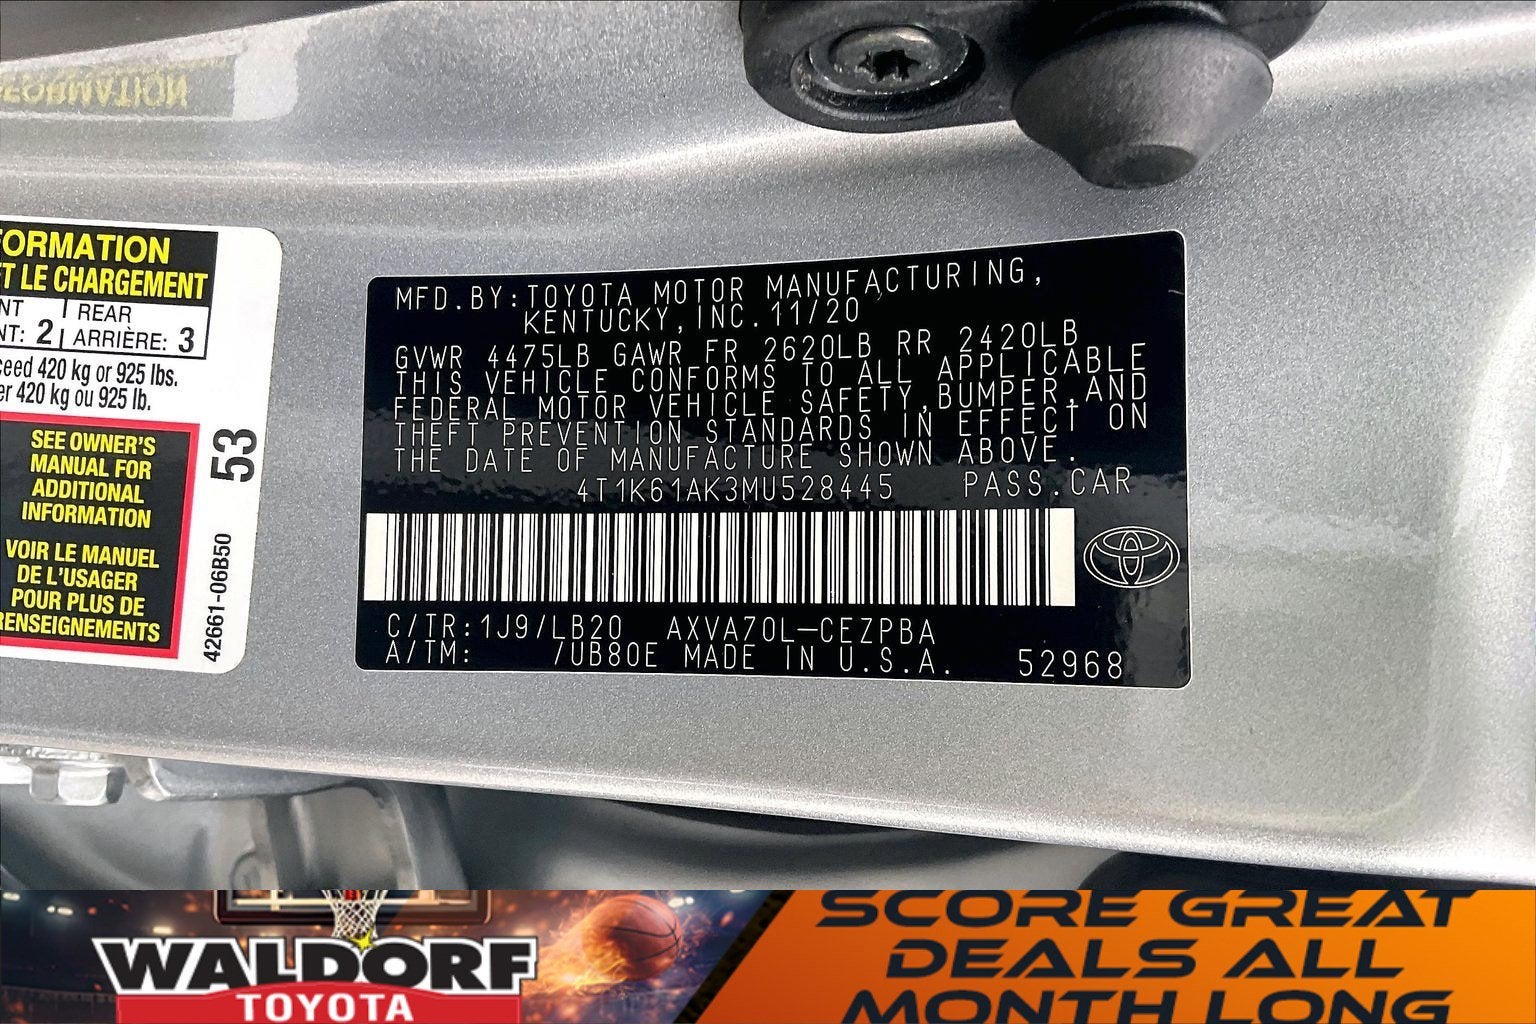 FORMATION
ET LE CHARGEMENT
REAR
NT: 2 | ARRIÈRE: 3
ceed 420 kg or 925 lbs.
er 420 kg ou 925 lb.
SEE OWNER'S
MANUAL FOR
ADDITIONAL
INFORMATION
VOIR LE MANUEL
DE L'USAGER
POUR PLUS DE
RENSEIGNEMENTS
53
42661-06B50
MFD.BY:TOYOTA MOTOR MANUFACTURING,
KENTUCKY,INC.11/20
GVWR 4475LB GAWR FR 2620LB RR 2420LB
THIS VEHICLE CONFORMS TO ALL APPLICABLE
FEDERAL MOTOR VEHICLE SAFETY,BUMPER,AND
THEFT PREVENTION STANDARDS IN EFFECT ON
THE DATE OF MANUFACTURE SHOWN ABOVE.
4T1K61AK3MU528445 PASS.CAR
C/TR:1J9/LB20 AXVA70L-CEZPBA
A/TM: /UB80E MADE IN U.S.A. 52968
WALDORF
TOYOTA
SCORE GREAT
DEALS ALL
MONTH LONG